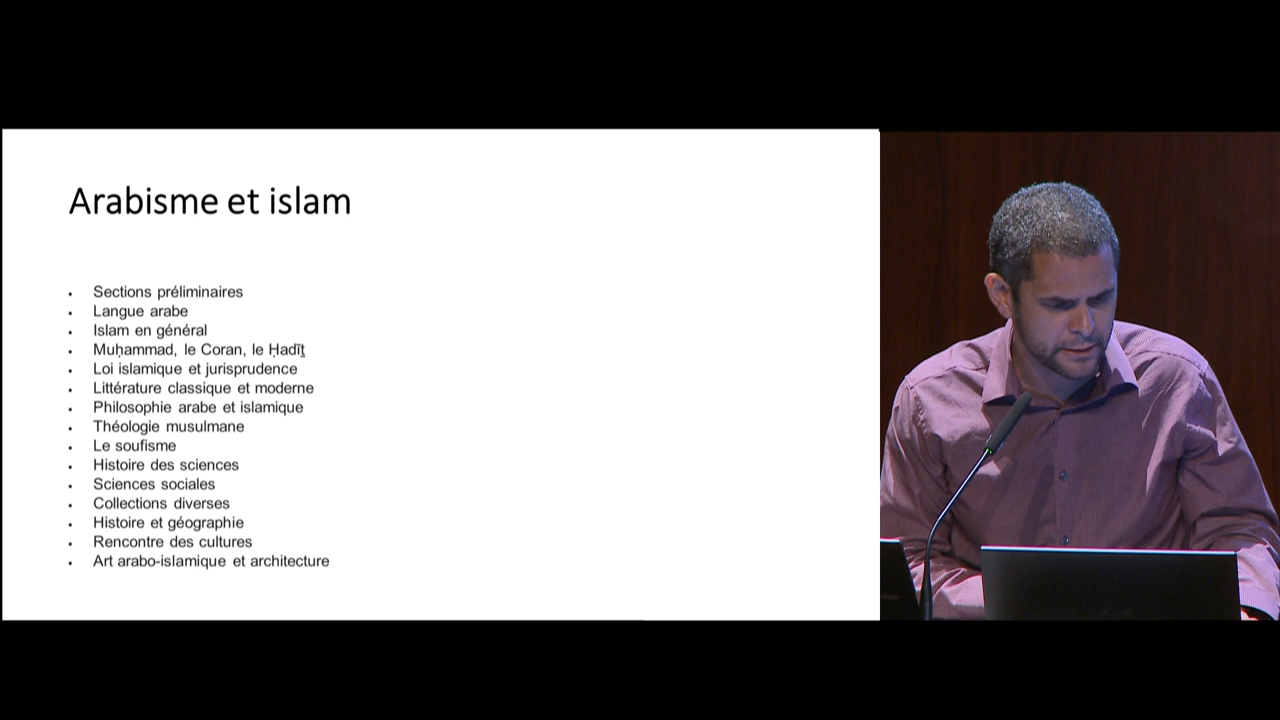 Arabisme et islam
Sections préliminaires
Langue arabe
Islam en général
Muḥammad, le Coran, le Ḥadīṯ
Loi islamique et jurisprudence
Littérature classique et moderne
Philosophie arabe et islamique
Théologie musulmane
Le soufisme
Histoire des sciences
Sciences sociales
Collections diverses
Histoire et géographie
Rencontre des cultures
Art arabo-islamique et architecture